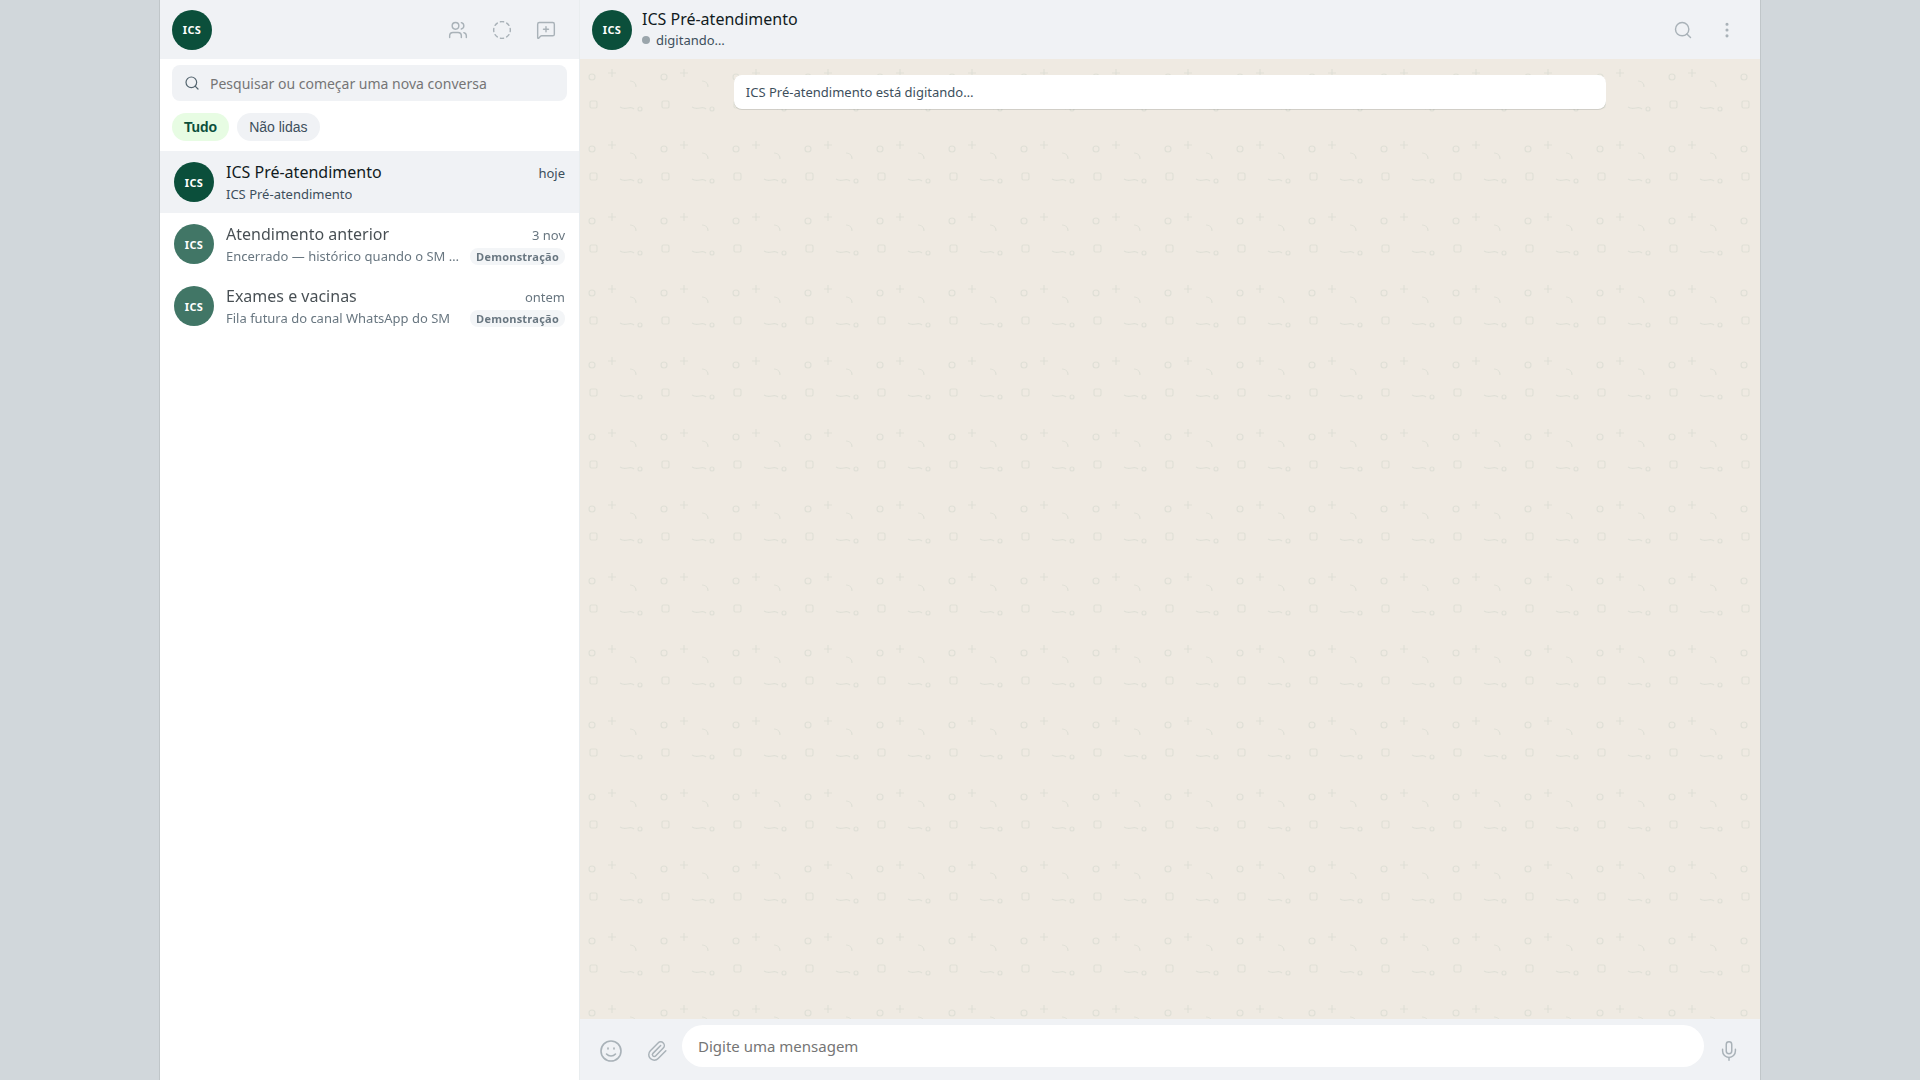 ICS
Pesquisar ou começar uma nova conversa
Tudo
Não lidas
ICS
ICS Pré-atendimento
hoje
ICS Pré-atendimento
ICS
Atendimento anterior
3 nov
Encerrado — histórico quando o SM ...
Demonstração
ICS
Exames e vacinas
ontem
Fila futura do canal WhatsApp do SM
Demonstração
ICS
ICS Pré-atendimento
digitando...
ICS Pré-atendimento está digitando...
Digite uma mensagem